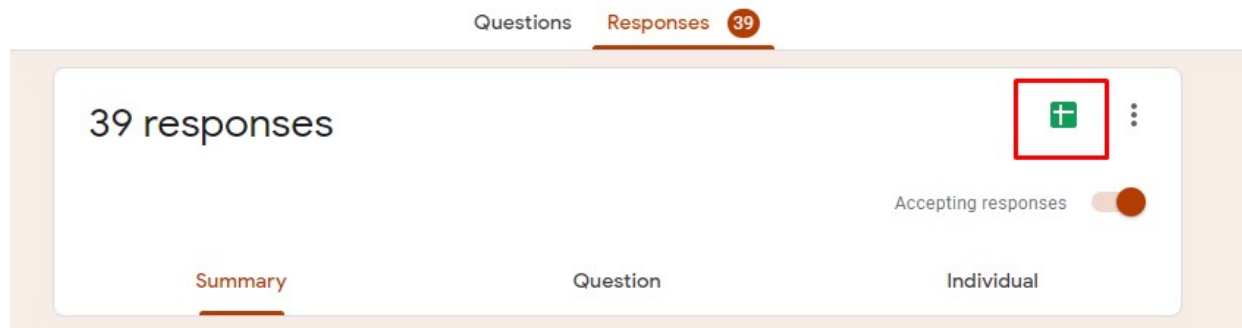 Questions Responses 39
39 responses
Accepting responses
Summary Question Individual